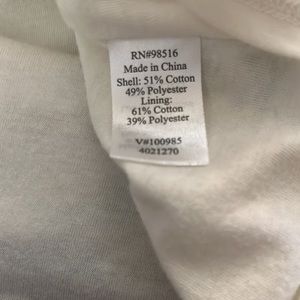 RN#98516
Made in China
Shell: 51% Cotton
49% Polyester
Lining:
61% Cotton
39% Polyester
V#100985
4021270